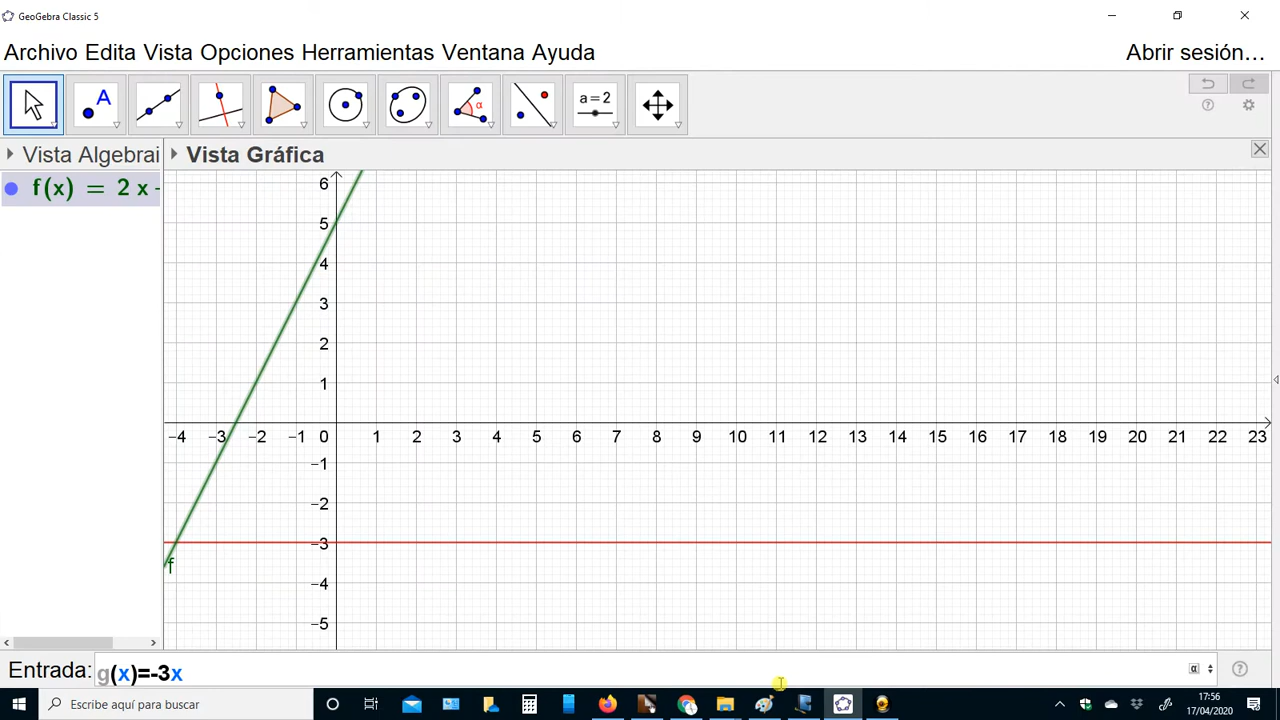 GeoGebra Classic 5
Archivo Edita Vista Opciones Herramientas Ventana Ayuda Abrir sesión...
A
α
a = 2
Vista Algebrai
Vista Gráfica
f(x) = 2 x
6
5
4
3
2
1
−4 −3 −2 −1 0 1 2 3 4 5 6 7 8 9 10 11 12 13 14 15 16 17 18 19 20 21 22 23
−1
−2
−3
f
−4
−5
Entrada: g(x)=-3x α
Escribe aquí para buscar
17:56
17/04/2020